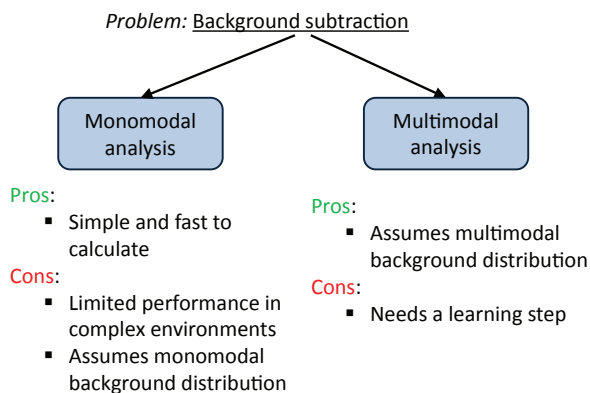 Problem: Background subtraction
Monomodal
analysis
Pros:
▪ Simple and fast to
calculate
Cons:
▪ Limited performance in
complex environments
▪ Assumes monomodal
background distribution
Multimodal
analysis
Pros:
▪ Assumes multimodal
background distribution
Cons:
▪ Needs a learning step